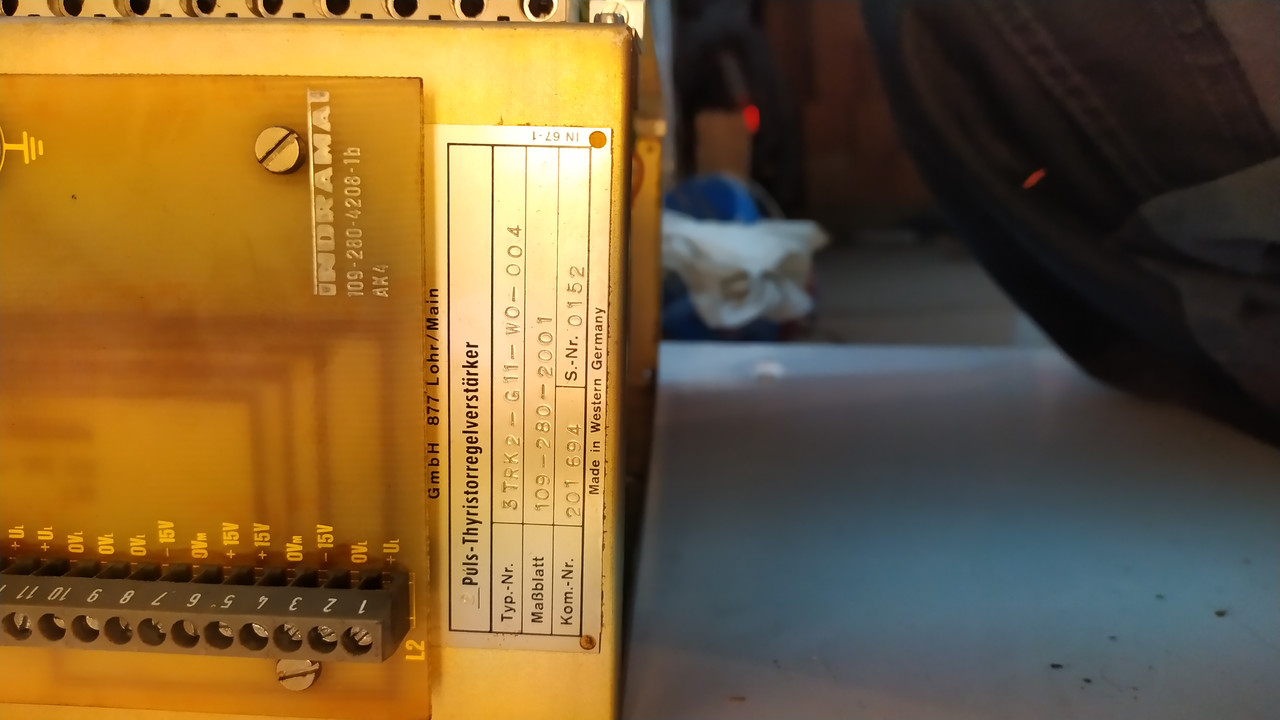 INDRAMAT
109-280-4208-1b
AK4
GmbH 877 Lohr/Main
2 Puls-Thyristorregelverstärker
Typ.-Nr. 3TRK2-G11-W0-004
Maßblatt 109-280-2001
Kom.-Nr. 201 694 S.-Nr. 0152
Made in Western Germany
IN 67-1
+UL +UL 0VL 0VL 0VL -15V 0VM +15V +15V 0VM -15V 0VL +UL
11 10 9 8 7 6 5 4 3 2 1
L2